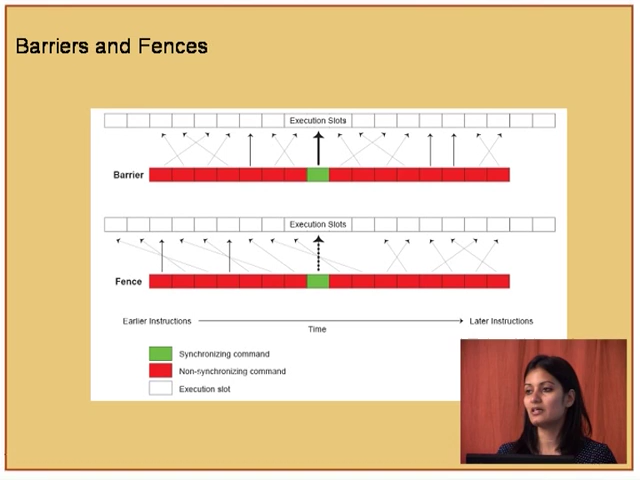 Barriers and Fences
Execution Slots
Barrier
Execution Slots
Fence
Earlier Instructions
Later Instructions
Time
Synchronizing command
Non-synchronizing command
Execution slot